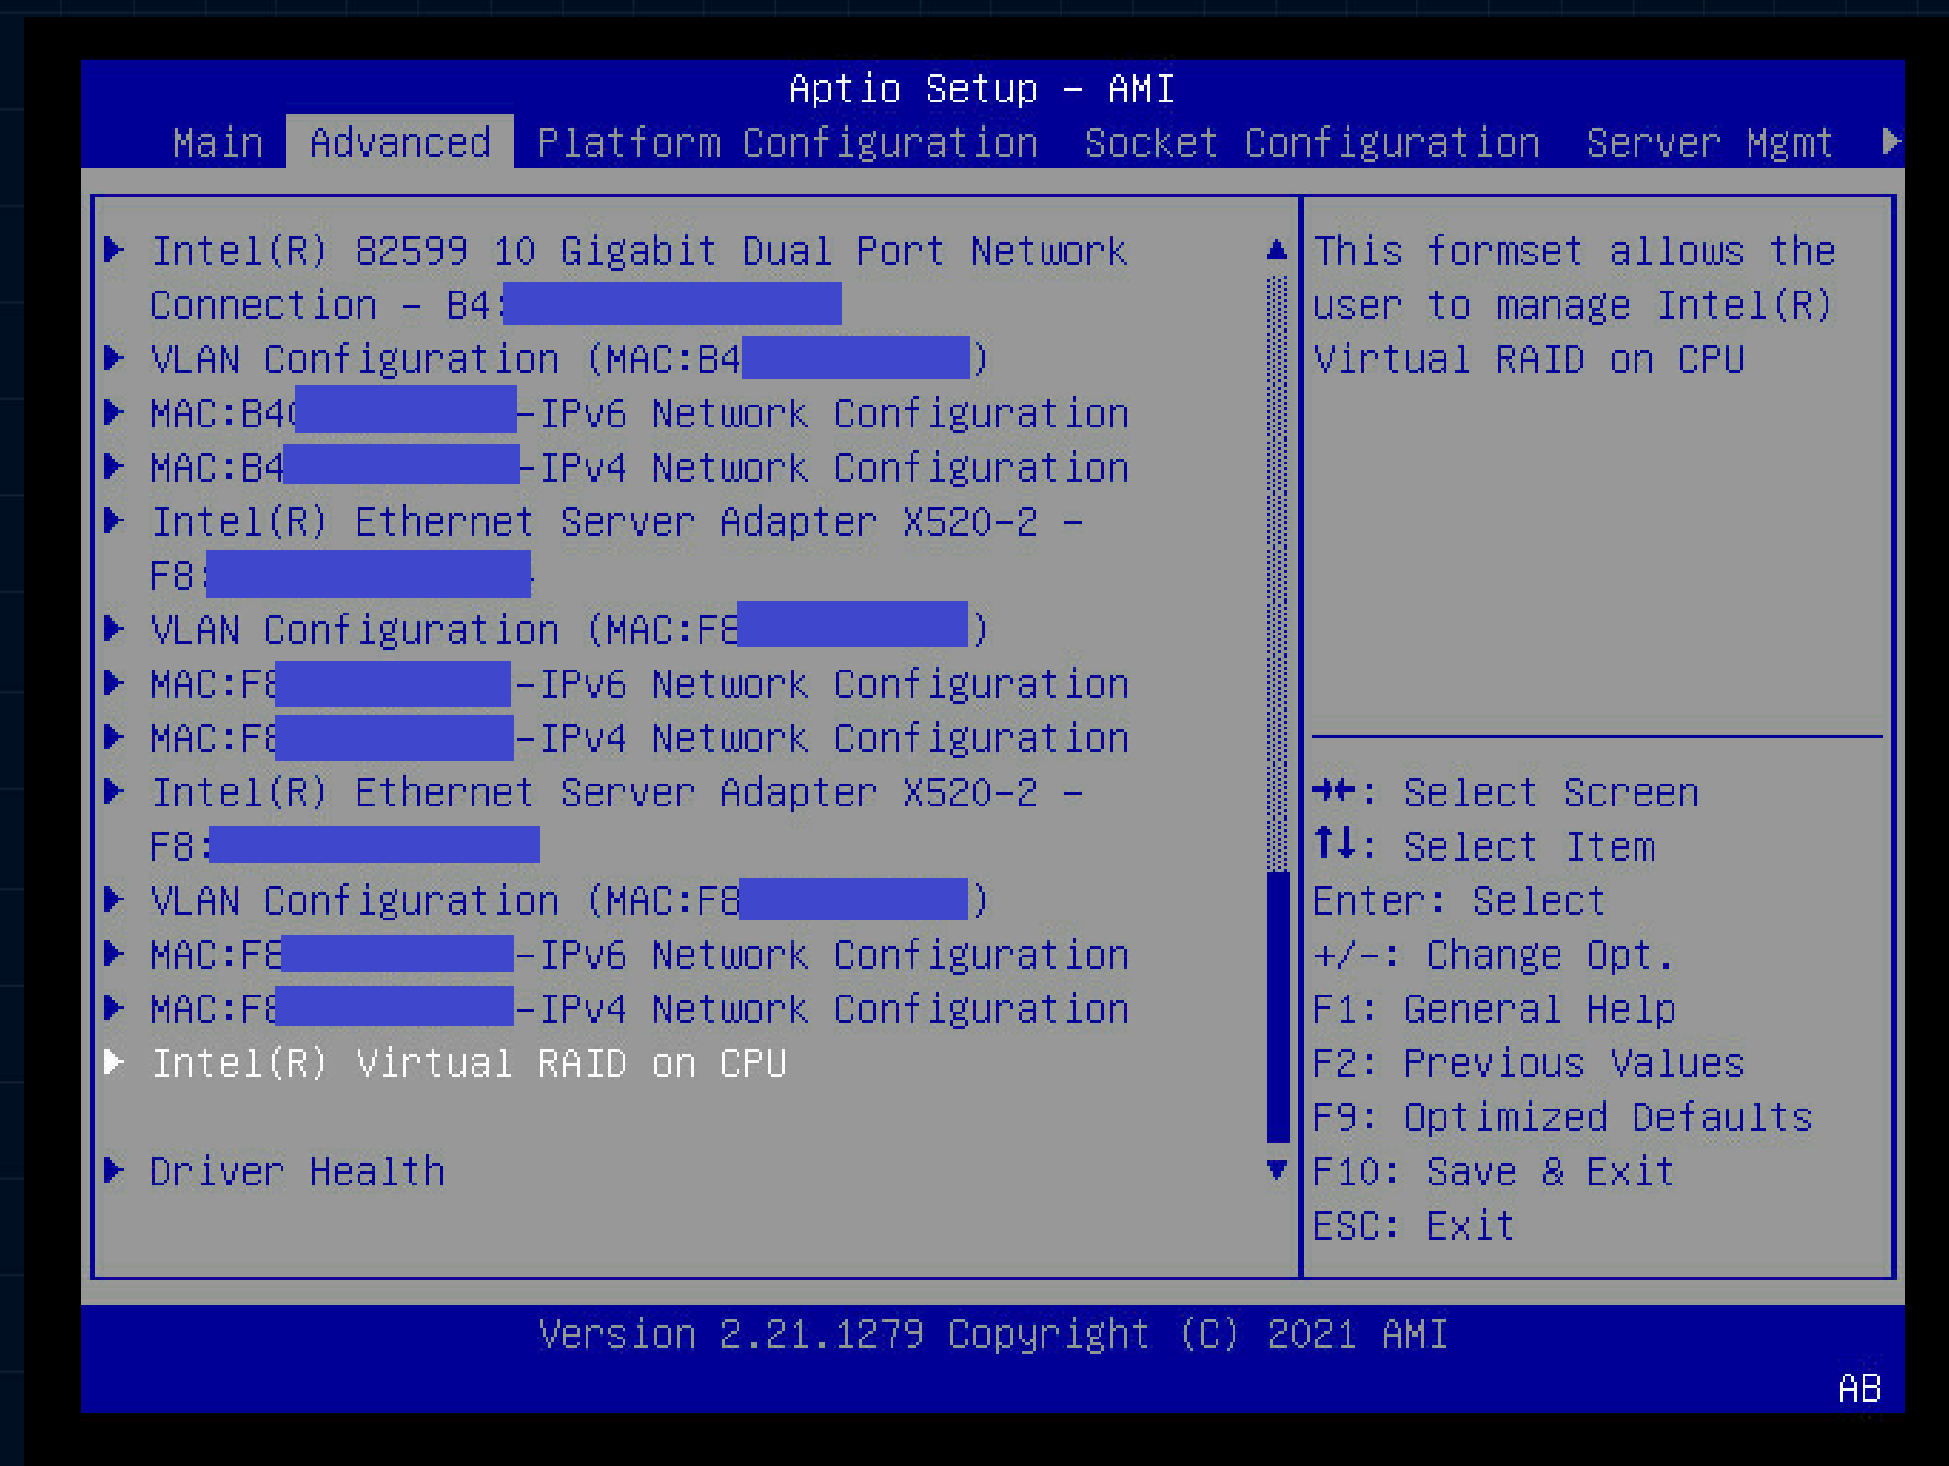 Aptio Setup - AMI
Main Advanced Platform Configuration Socket Configuration Server Mgmt
Intel(R) 82599 10 Gigabit Dual Port Network
Connection - B4:
VLAN Configuration (MAC:B4 )
MAC:B4 -IPv6 Network Configuration
MAC:B4 -IPv4 Network Configuration
Intel(R) Ethernet Server Adapter X520-2 -
F8:
VLAN Configuration (MAC:F8 )
MAC:F8 -IPv6 Network Configuration
MAC:F8 -IPv4 Network Configuration
Intel(R) Ethernet Server Adapter X520-2 -
F8:
VLAN Configuration (MAC:F8 )
MAC:F8 -IPv6 Network Configuration
MAC:F8 -IPv4 Network Configuration
Intel(R) Virtual RAID on CPU
Driver Health
This formset allows the
user to manage Intel(R)
Virtual RAID on CPU
→←: Select Screen
↑↓: Select Item
Enter: Select
+/-: Change Opt.
F1: General Help
F2: Previous Values
F9: Optimized Defaults
F10: Save & Exit
ESC: Exit
Version 2.21.1279 Copyright (C) 2021 AMI
AB